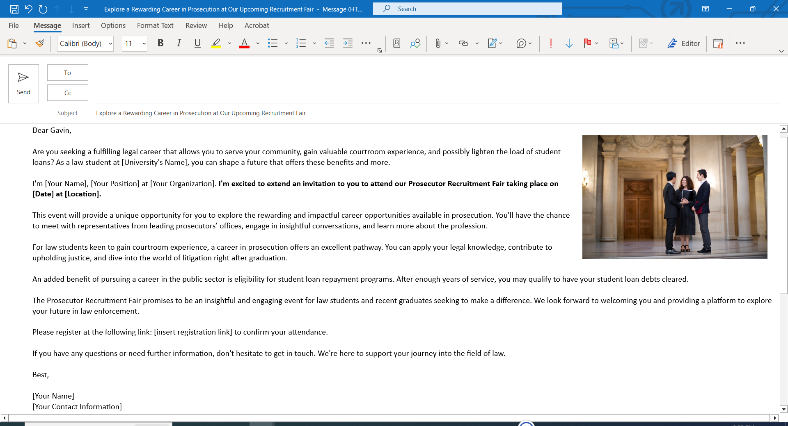 Explore a Rewarding Career in Prosecution at Our Upcoming Recruitment Fair - Message (HT...
Search
File Message Insert Options Format Text Review Help Acrobat
Calibri (Body) 11 B I U A Editor
Send
To
Cc
Subject Explore a Rewarding Career in Prosecution at Our Upcoming Recruitment Fair
Dear Gavin,
Are you seeking a fulfilling legal career that allows you to serve your community, gain valuable courtroom experience, and possibly lighten the load of student
loans? As a law student at [University's Name], you can shape a future that offers these benefits and more.
I'm [Your Name], [Your Position] at [Your Organization]. I'm excited to extend an invitation to you to attend our Prosecutor Recruitment Fair taking place on
[Date] at [Location].
This event will provide a unique opportunity for you to explore the rewarding and impactful career opportunities available in prosecution. You'll have the chance
to meet with representatives from leading prosecutors' offices, engage in insightful conversations, and learn more about the profession.
For law students keen to gain courtroom experience, a career in prosecution offers an excellent pathway. You can apply your legal knowledge, contribute to
upholding justice, and dive into the world of litigation right after graduation.
An added benefit of pursuing a career in the public sector is eligibility for student loan repayment programs. After enough years of service, you may qualify to have your student loan debts cleared.
The Prosecutor Recruitment Fair promises to be an insightful and engaging event for law students and recent graduates seeking to make a difference. We look forward to welcoming you and providing a platform to explore
your future in law enforcement.
Please register at the following link: [insert registration link] to confirm your attendance.
If you have any questions or need further information, don't hesitate to get in touch. We're here to support your journey into the field of law.
Best,
[Your Name]
[Your Contact Information]